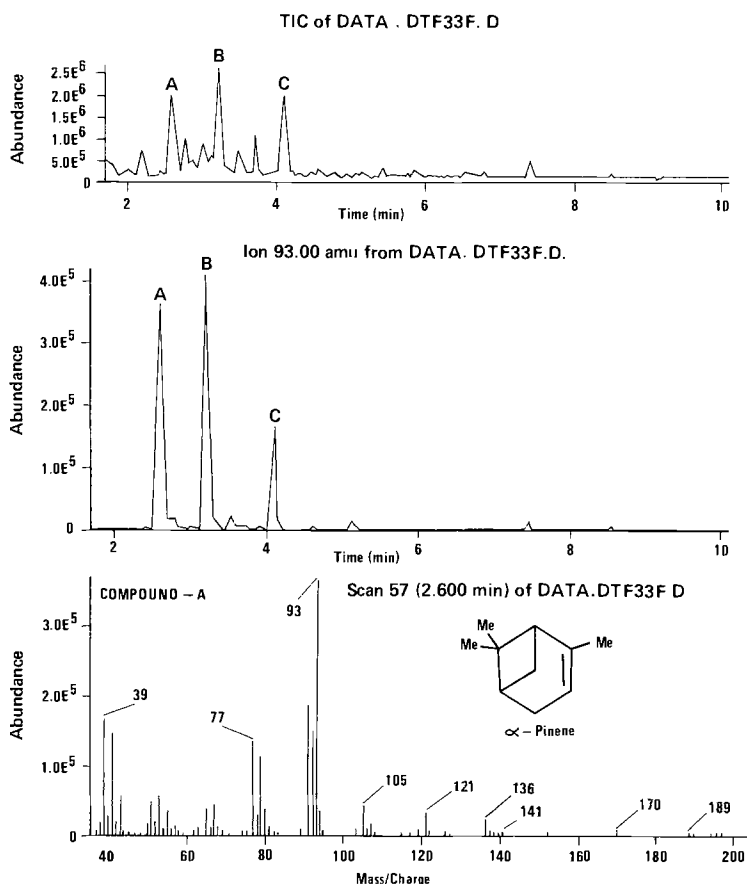 TIC of DATA . DTF33F. D
Abundance
2.5E⁶
2.0E⁶
1.5E⁶
1.0E⁶
5.0E⁵
0
A
B
C
2
4
6
8
10
Time (min)
Ion 93.00 amu from DATA. DTF33F.D.
Abundance
4.0E⁵
3.0E⁵
2.0E⁵
1.0E⁵
0
A
B
C
2
4
6
8
10
Time (min)
COMPOUNO – A
Scan 57 (2.600 min) of DATA.DTF33F D
Abundance
3.0E⁵
2.0E⁵
1.0E⁵
0
39
77
93
105
121
136
141
170
189
Me
Me
Me
α – Pinene
40
60
80
100
120
140
160
180
200
Mass/Charge